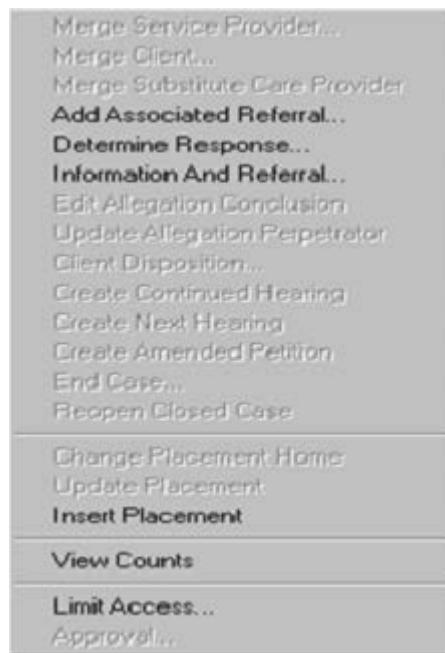 Merge Service Provider...
Merge Client...
Merge Substitute Care Provider
Add Associated Referral...
Determine Response...
Information And Referral...
Edit Allegation Conclusion
Update Allegation Perpetrator
Client Disposition...
Create Continued Hearing
Create Next Hearing
Create Amended Petition
End Case...
Reopen Closed Case
Change Placement Home
Update Placement
Insert Placement
View Counts
Limit Access...
Approval...